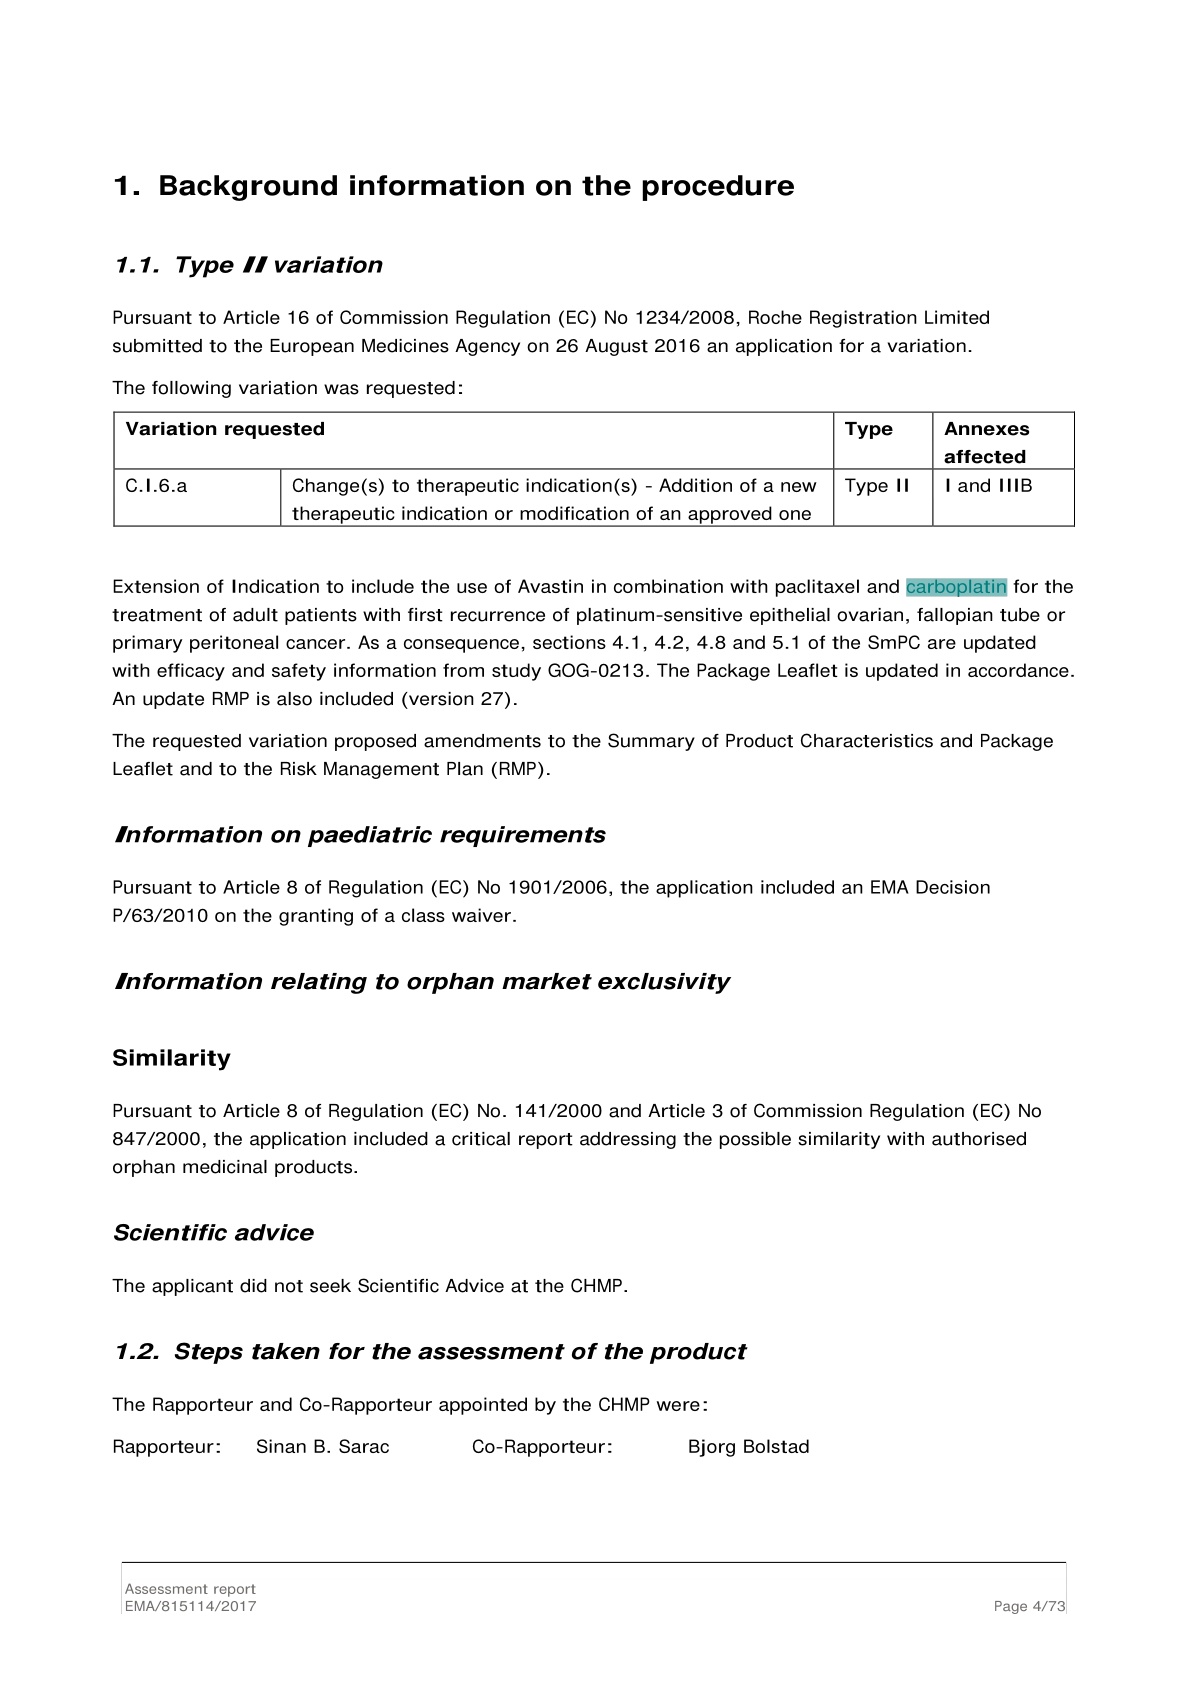 1. Background information on the procedure
1.1. Type II variation
Pursuant to Article 16 of Commission Regulation (EC) No 1234/2008, Roche Registration Limited
submitted to the European Medicines Agency on 26 August 2016 an application for a variation.
The following variation was requested:
Variation requested Type Annexes
affected
C.I.6.a Change(s) to therapeutic indication(s) - Addition of a new Type II I and IIIB
therapeutic indication or modification of an approved one
Extension of Indication to include the use of Avastin in combination with paclitaxel and carboplatin for the
treatment of adult patients with first recurrence of platinum-sensitive epithelial ovarian, fallopian tube or
primary peritoneal cancer. As a consequence, sections 4.1, 4.2, 4.8 and 5.1 of the SmPC are updated
with efficacy and safety information from study GOG-0213. The Package Leaflet is updated in accordance.
An update RMP is also included (version 27).
The requested variation proposed amendments to the Summary of Product Characteristics and Package
Leaflet and to the Risk Management Plan (RMP).
Information on paediatric requirements
Pursuant to Article 8 of Regulation (EC) No 1901/2006, the application included an EMA Decision
P/63/2010 on the granting of a class waiver.
Information relating to orphan market exclusivity
Similarity
Pursuant to Article 8 of Regulation (EC) No. 141/2000 and Article 3 of Commission Regulation (EC) No
847/2000, the application included a critical report addressing the possible similarity with authorised
orphan medicinal products.
Scientific advice
The applicant did not seek Scientific Advice at the CHMP.
1.2. Steps taken for the assessment of the product
The Rapporteur and Co-Rapporteur appointed by the CHMP were:
Rapporteur: Sinan B. Sarac Co-Rapporteur: Bjorg Bolstad
Assessment report
EMA/815114/2017 Page 4/73